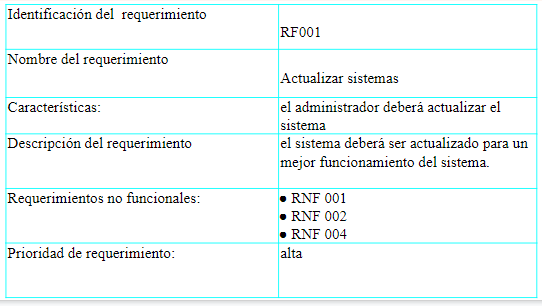 Identificación del  requerimiento
RF001
Nombre del requerimiento
Actualizar sistemas
Características:
el administrador deberá actualizar el
sistema
Descripción del requerimiento
el sistema deberá ser actualizado para un
mejor funcionamiento del sistema.
Requerimientos no funcionales:
● RNF 001
● RNF 002
● RNF 004
Prioridad de requerimiento:
alta